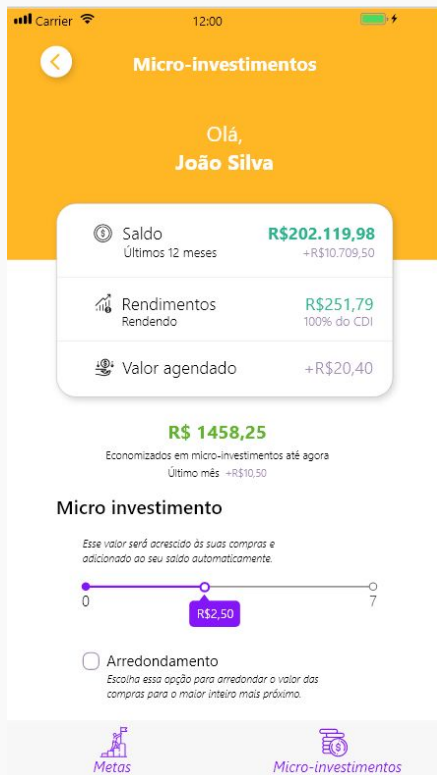 Carrier 12:00
Micro-investimentos
Olá,
João Silva
Saldo R$202.119,98
Últimos 12 meses +R$10.709,50
Rendimentos R$251,79
Rendendo 100% do CDI
Valor agendado +R$20,40
R$ 1458,25
Economizados em micro-investimentos até agora
Último mês +R$10,50
Micro investimento
Esse valor será acrescido às suas compras e
adicionado ao seu saldo automaticamente.
0 7
R$2,50
Arredondamento
Escolha essa opção para arredondar o valor das
compras para o maior inteiro mais próximo.
Metas Micro-investimentos